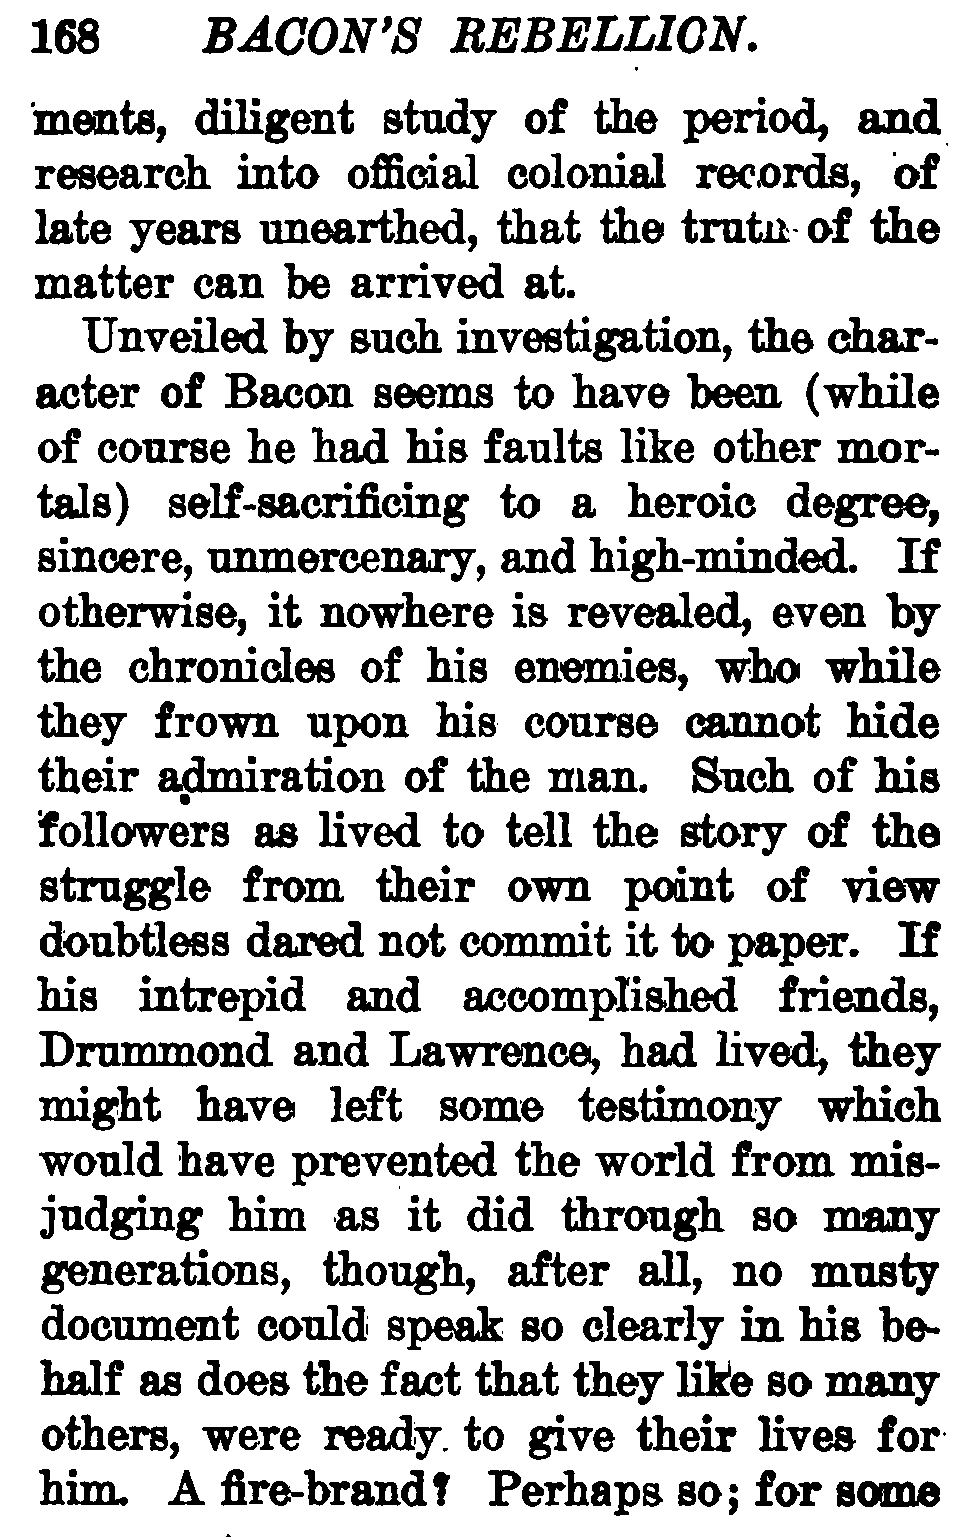 168 BACON'S REBELLION.
ments, diligent study of the period, and
research into official colonial records, of
late years unearthed, that the truth of the
matter can be arrived at.
Unveiled by such investigation, the char-
acter of Bacon seems to have been (while
of course he had his faults like other mor-
tals) self-sacrificing to a heroic degree,
sincere, unmercenary, and high-minded. If
otherwise, it nowhere is revealed, even by
the chronicles of his enemies, who while
they frown upon his course cannot hide
their admiration of the man. Such of his
followers as lived to tell the story of the
struggle from their own point of view
doubtless dared not commit it to paper. If
his intrepid and accomplished friends,
Drummond and Lawrence, had lived, they
might have left some testimony which
would have prevented the world from mis-
judging him as it did through so many
generations, though, after all, no musty
document could speak so clearly in his be-
half as does the fact that they like so many
others, were ready to give their lives for
him. A fire-brand? Perhaps so; for some